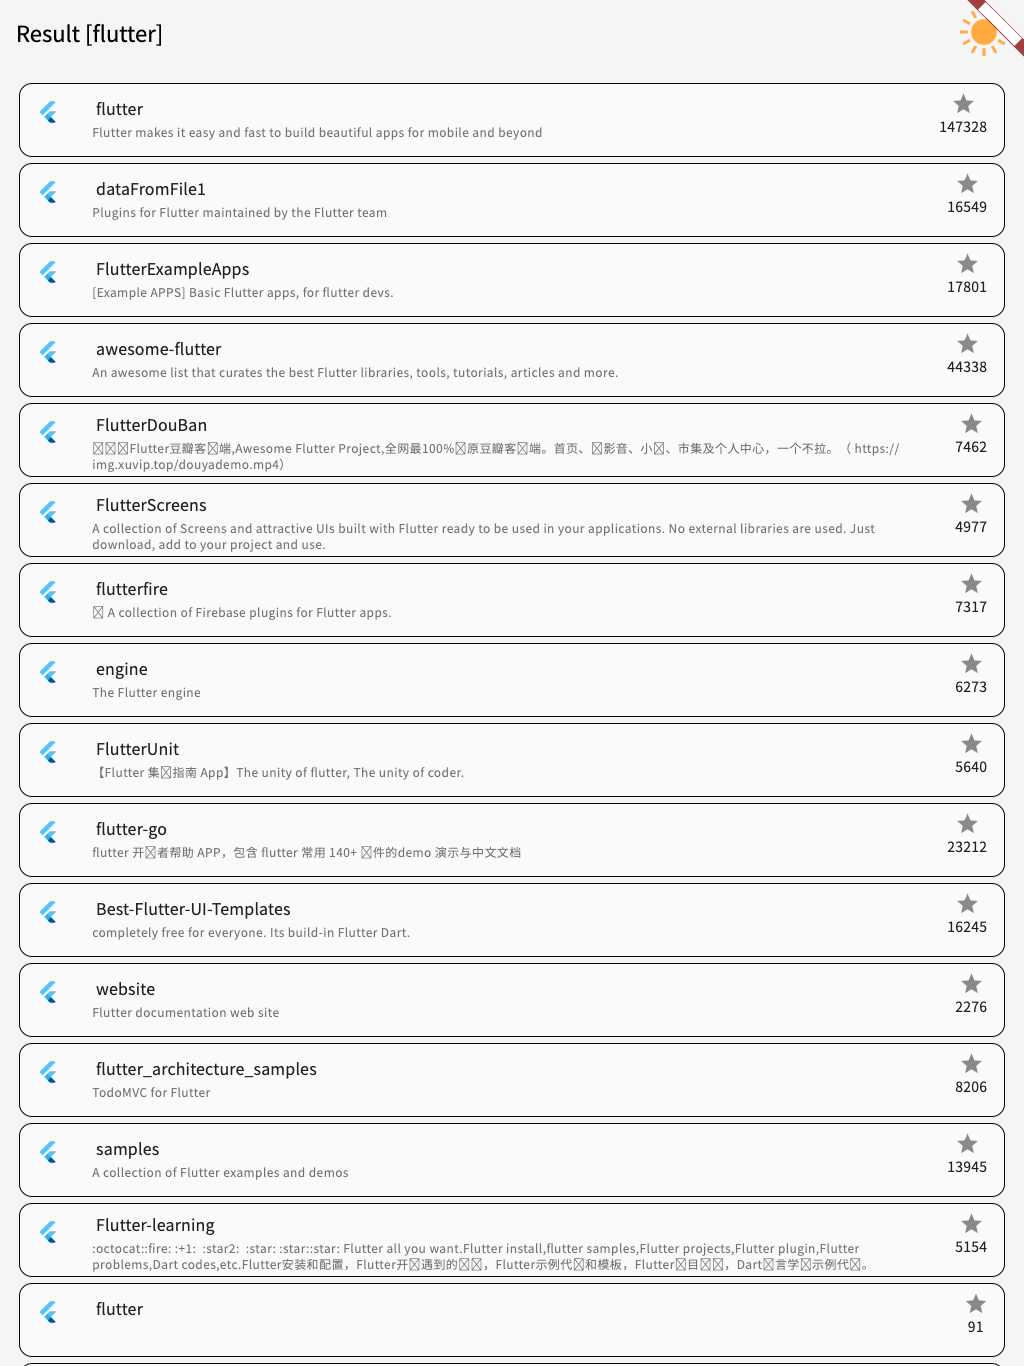 Result [flutter]
flutter
Flutter makes it easy and fast to build beautiful apps for mobile and beyond
147328
dataFromFile1
Plugins for Flutter maintained by the Flutter team
16549
FlutterExampleApps
[Example APPS] Basic Flutter apps, for flutter devs.
17801
awesome-flutter
An awesome list that curates the best Flutter libraries, tools, tutorials, articles and more.
44338
FlutterDouBan
Flutter豆瓣客端,Awesome Flutter Project,全网最100%原豆瓣客端。首页、影音、小、市集及个人中心，一个不拉。（ https://
img.xuvip.top/douyademo.mp4）
7462
FlutterScreens
A collection of Screens and attractive UIs built with Flutter ready to be used in your applications. No external libraries are used. Just
download, add to your project and use.
4977
flutterfire
A collection of Firebase plugins for Flutter apps.
7317
engine
The Flutter engine
6273
FlutterUnit
【Flutter 集指南 App】The unity of flutter, The unity of coder.
5640
flutter-go
flutter 开者帮助 APP，包含 flutter 常用 140+ 件的demo 演示与中文文档
23212
Best-Flutter-UI-Templates
completely free for everyone. Its build-in Flutter Dart.
16245
website
Flutter documentation web site
2276
flutter_architecture_samples
TodoMVC for Flutter
8206
samples
A collection of Flutter examples and demos
13945
Flutter-learning
:octocat::fire: :+1: :star2: :star: :star::star: Flutter all you want.Flutter install,flutter samples,Flutter projects,Flutter plugin,Flutter
problems,Dart codes,etc.Flutter安装和配置，Flutter开遇到的，Flutter示例代和模板，Flutter目，Dart言学示例代。
5154
flutter
91